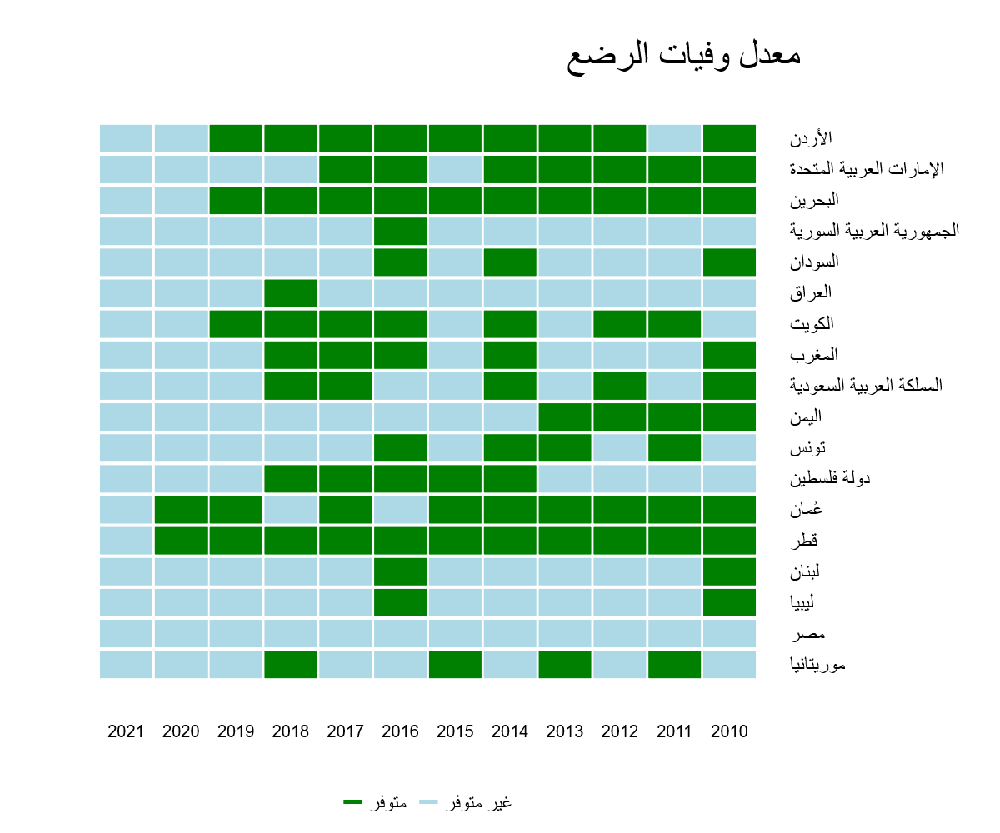 معدل وفيات الرضع
الأردن
الإمارات العربية المتحدة
البحرين
الجمهورية العربية السورية
السودان
العراق
الكويت
المغرب
المملكة العربية السعودية
اليمن
تونس
دولة فلسطين
عُمان
قطر
لبنان
ليبيا
مصر
موريتانيا
2021 2020 2019 2018 2017 2016 2015 2014 2013 2012 2011 2010
غير متوفر متوفر